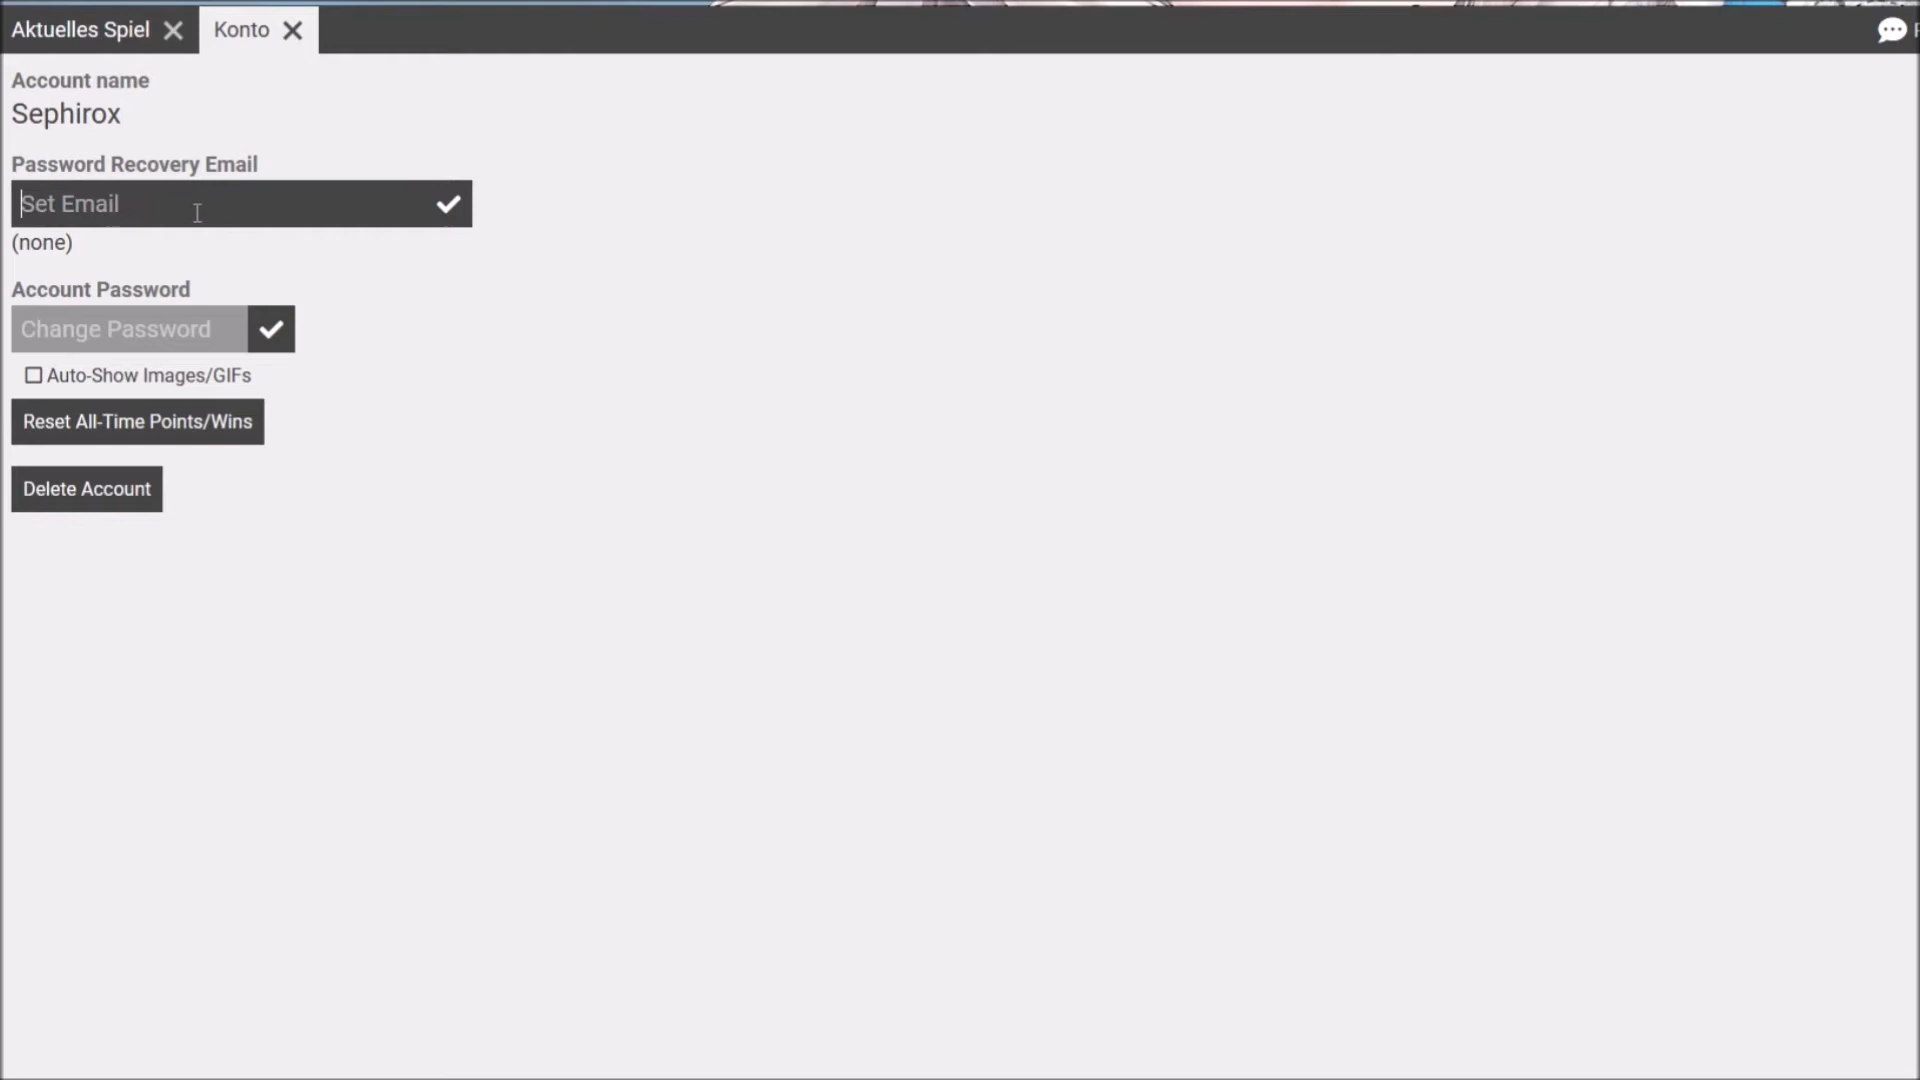 Aktuelles Spiel
Konto
Account name
Sephirox
Password Recovery Email
Set Email
(none)
Account Password
Change Password
Auto-Show Images/GIFs
Reset All-Time Points/Wins
Delete Account